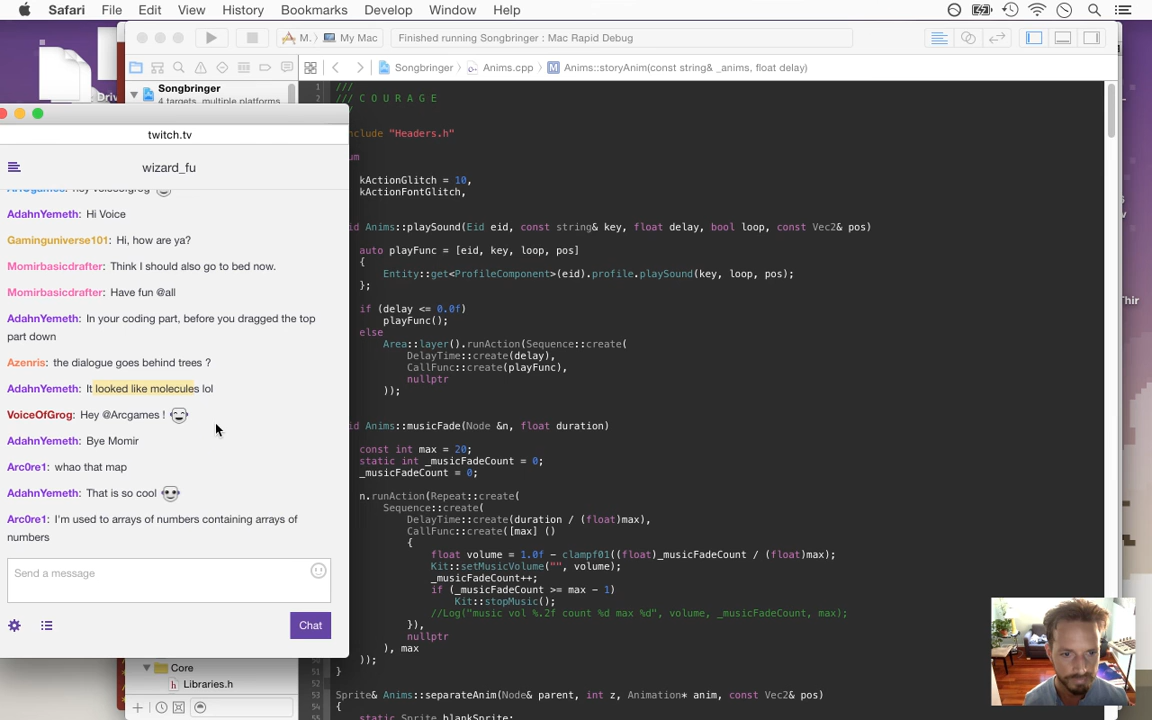 Safari File Edit View History Bookmarks Develop Window Help
M. My Mac
Finished running Songbringer : Mac Rapid Debug
Songbringer Anims.cpp M Anims::storyAnim(const string& _anims, float delay)
Songbringer
4 targets, multiple platforms
twitch.tv
wizard_fu
AdahnYemeth: Hi Voice
Gaminguniverse101: Hi, how are ya?
Momirbasicdrafter: Think I should also go to bed now.
Momirbasicdrafter: Have fun @all
AdahnYemeth: In your coding part, before you dragged the top
part down
Azenris: the dialogue goes behind trees ?
AdahnYemeth: It looked like molecules lol
VoiceOfGrog: Hey @Arcgames !
AdahnYemeth: Bye Momir
Arc0re1: whao that map
AdahnYemeth: That is so cool
Arc0re1: I'm used to arrays of numbers containing arrays of
numbers
Send a message
Chat
Core
Libraries.h
1 ///
2 /// C O U R A G E
nclude "Headers.h"
um
kActionGlitch = 10,
kActionFontGlitch,
id Anims::playSound(Eid eid, const string& key, float delay, bool loop, const Vec2& pos)
auto playFunc = [eid, key, loop, pos]
{
Entity::get<ProfileComponent>(eid).profile.playSound(key, loop, pos);
};
if (delay <= 0.0f)
playFunc();
else
Area::layer().runAction(Sequence::create(
DelayTime::create(delay),
CallFunc::create(playFunc),
nullptr
));
id Anims::musicFade(Node &n, float duration)
const int max = 20;
static int _musicFadeCount = 0;
_musicFadeCount = 0;
n.runAction(Repeat::create(
Sequence::create(
DelayTime::create(duration / (float)max),
CallFunc::create([max] ()
{
float volume = 1.0f - clampf01((float)_musicFadeCount / (float)max);
Kit::setMusicVolume("", volume);
_musicFadeCount++;
if (_musicFadeCount >= max - 1)
Kit::stopMusic();
//Log("music vol %.2f count %d max %d", volume, _musicFadeCount, max);
}),
nullptr
), max
));
51 }
52
53 Sprite& Anims::separateAnim(Node& parent, int z, Animation* anim, const Vec2& pos)
54 {
55 static Sprite blankSprite;